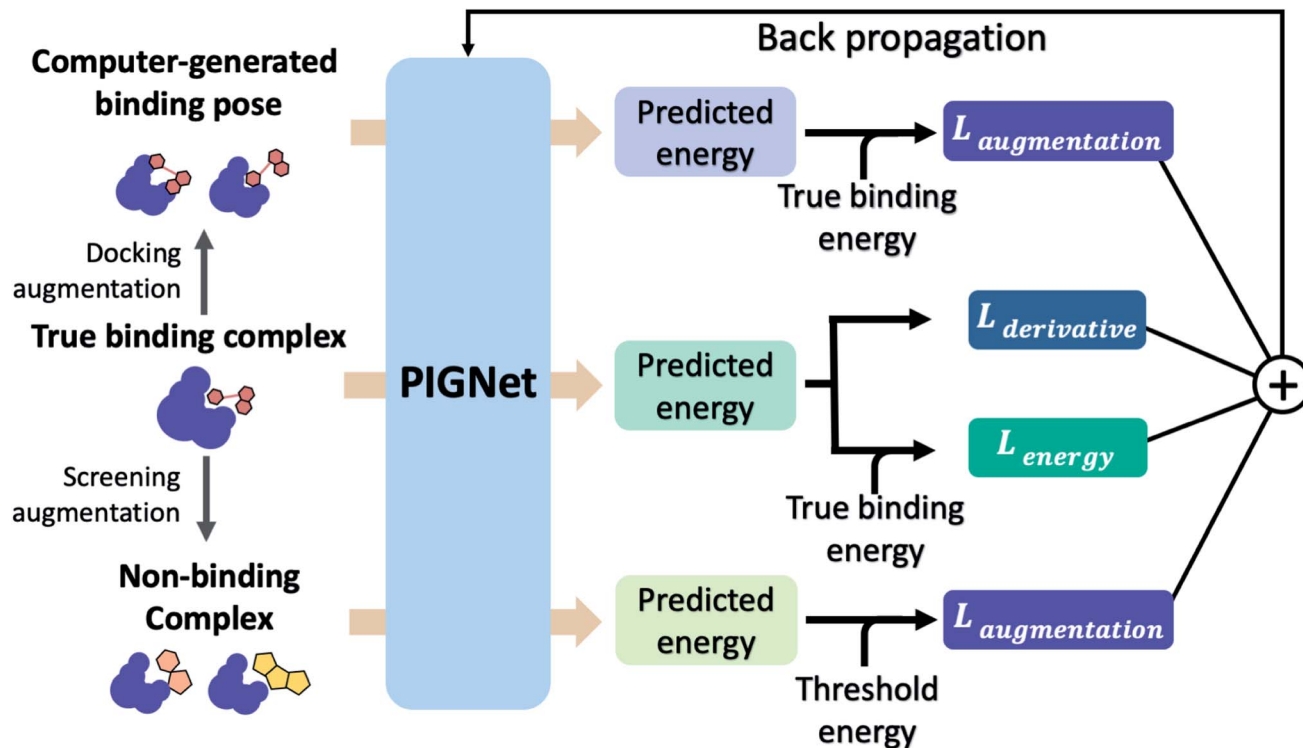 Back propagation
Computer-generated
binding pose
Docking
augmentation
True binding complex
Screening
augmentation
Non-binding
Complex
PIGNet
Predicted
energy
True binding
energy
L augmentation
Predicted
energy
L derivative
True binding
energy
L energy
+
Predicted
energy
Threshold
energy
L augmentation